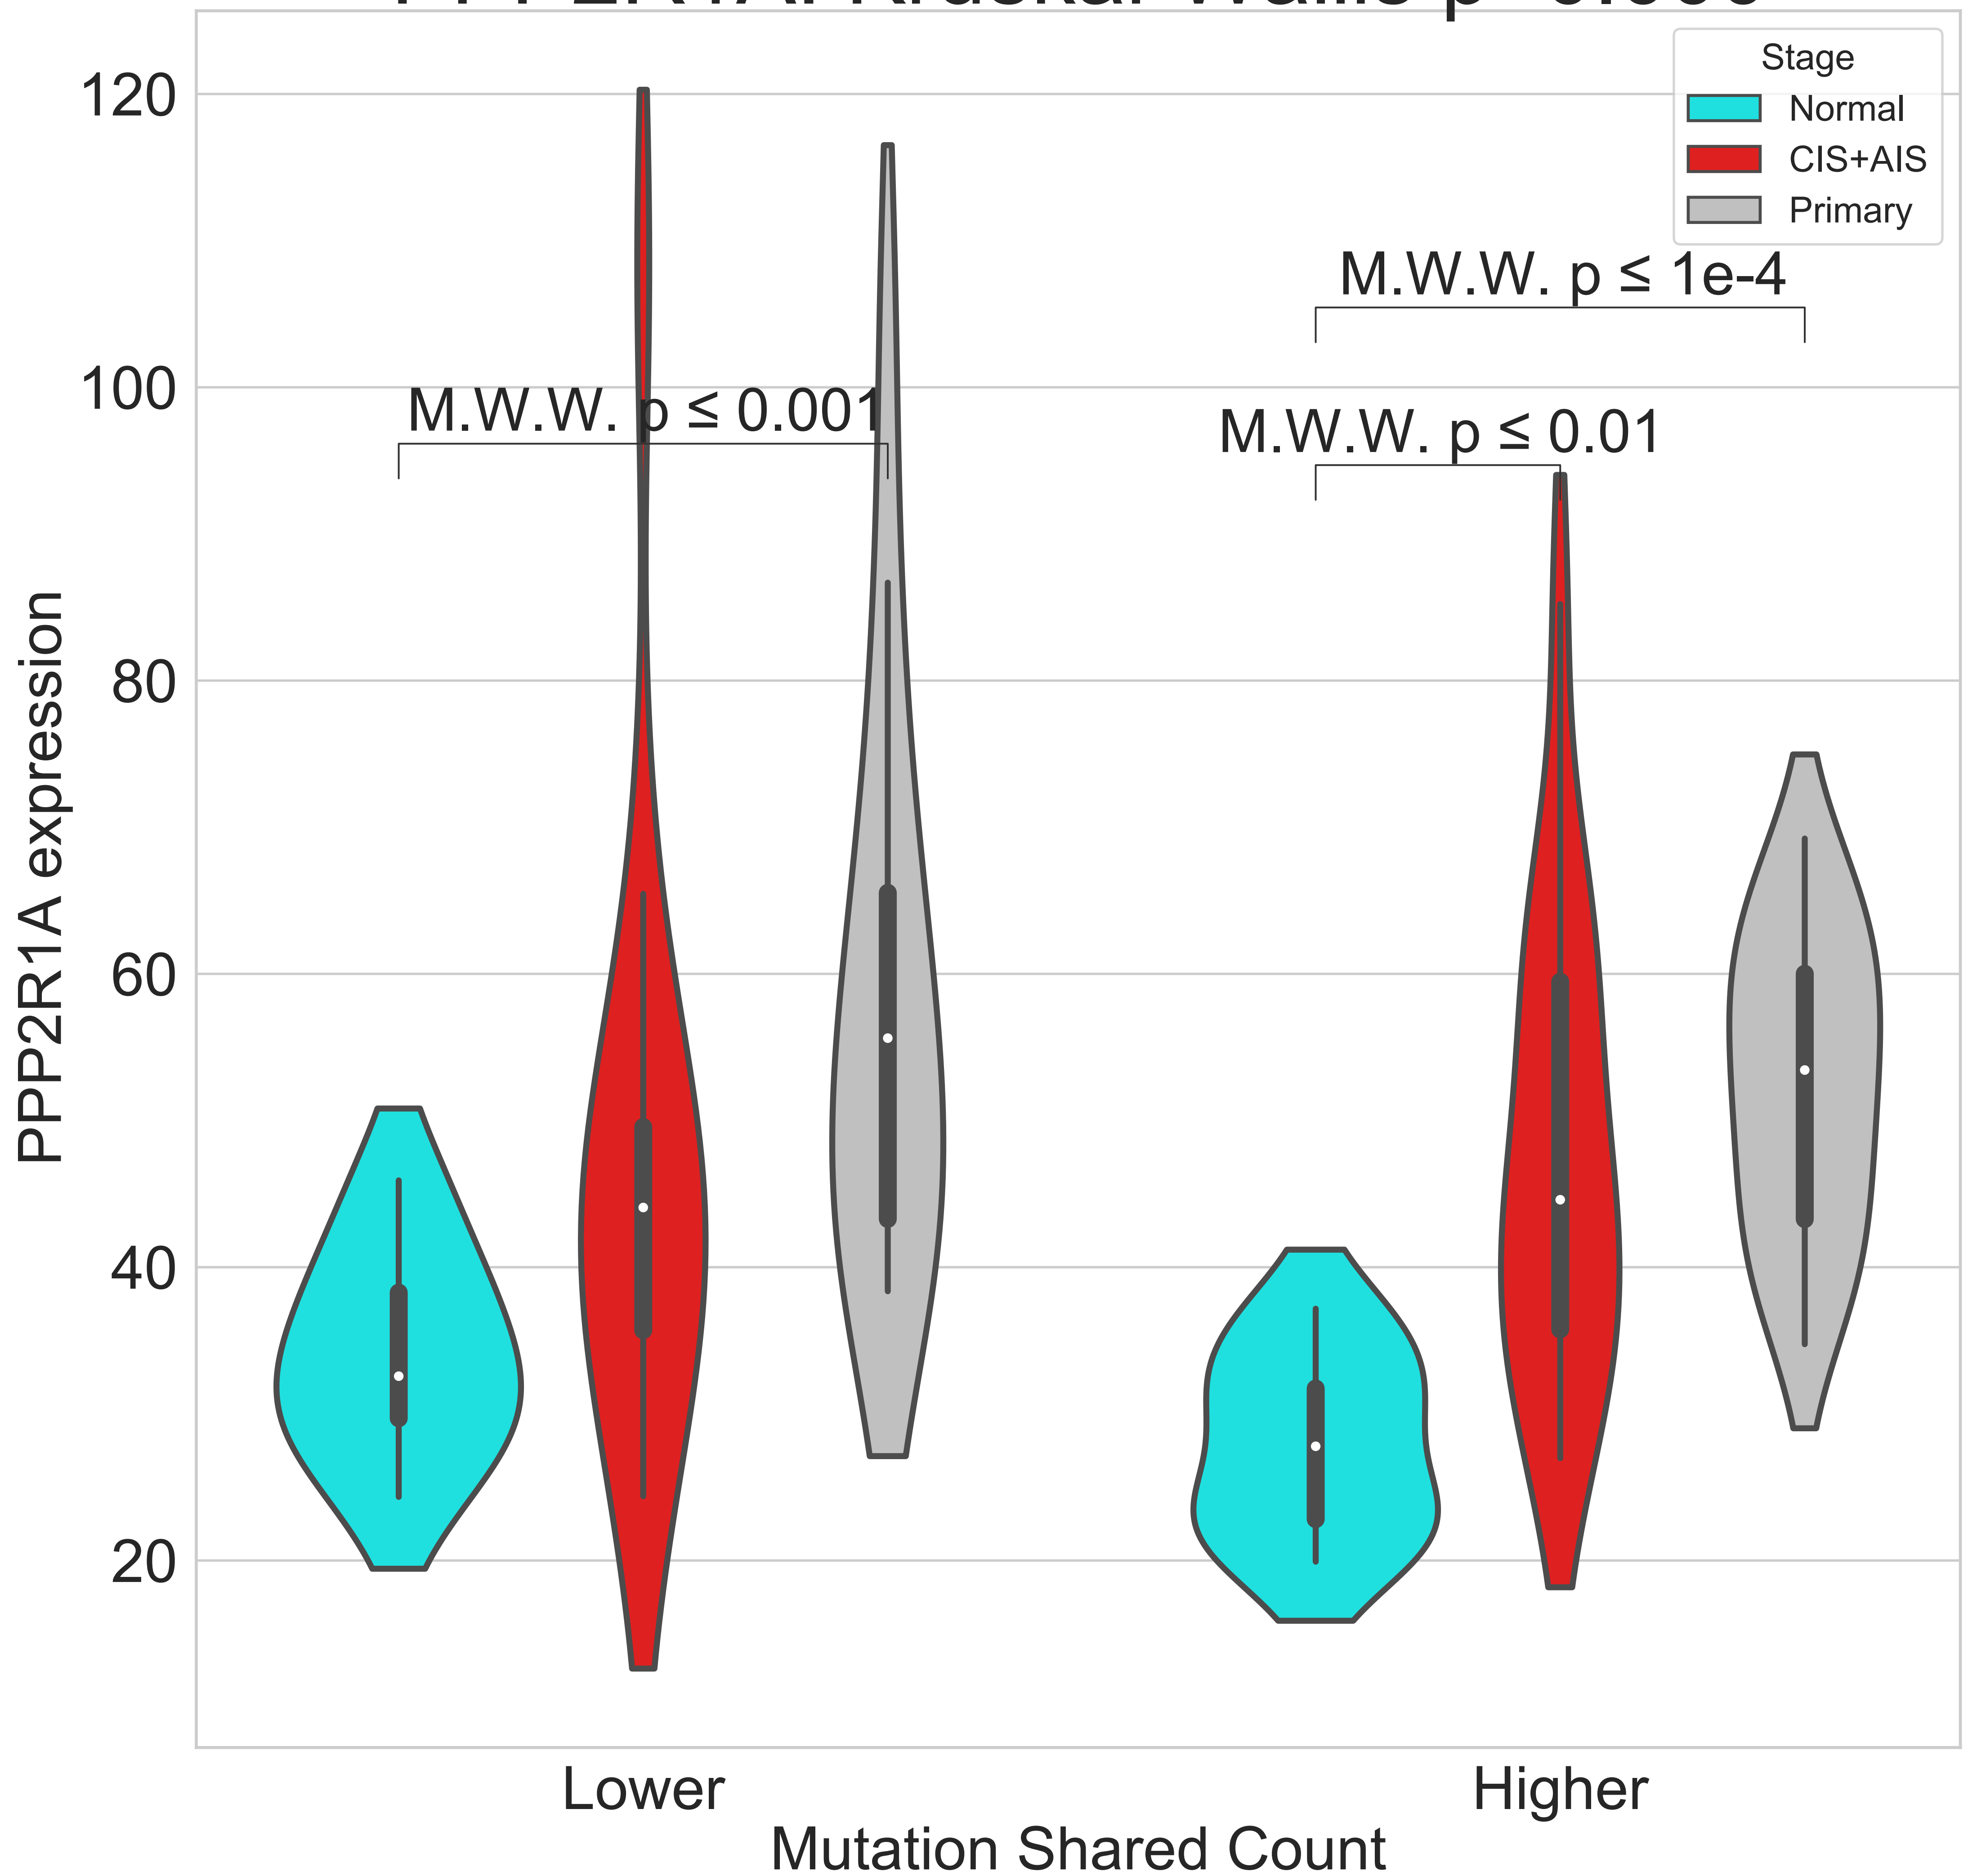 Stage
Normal
CIS+AIS
Primary
M.W.W. p ≤ 1e-4
M.W.W. p ≤ 0.001
M.W.W. p ≤ 0.01
120
100
80
60
40
20
PPP2R1A expression
Lower
Higher
Mutation Shared Count